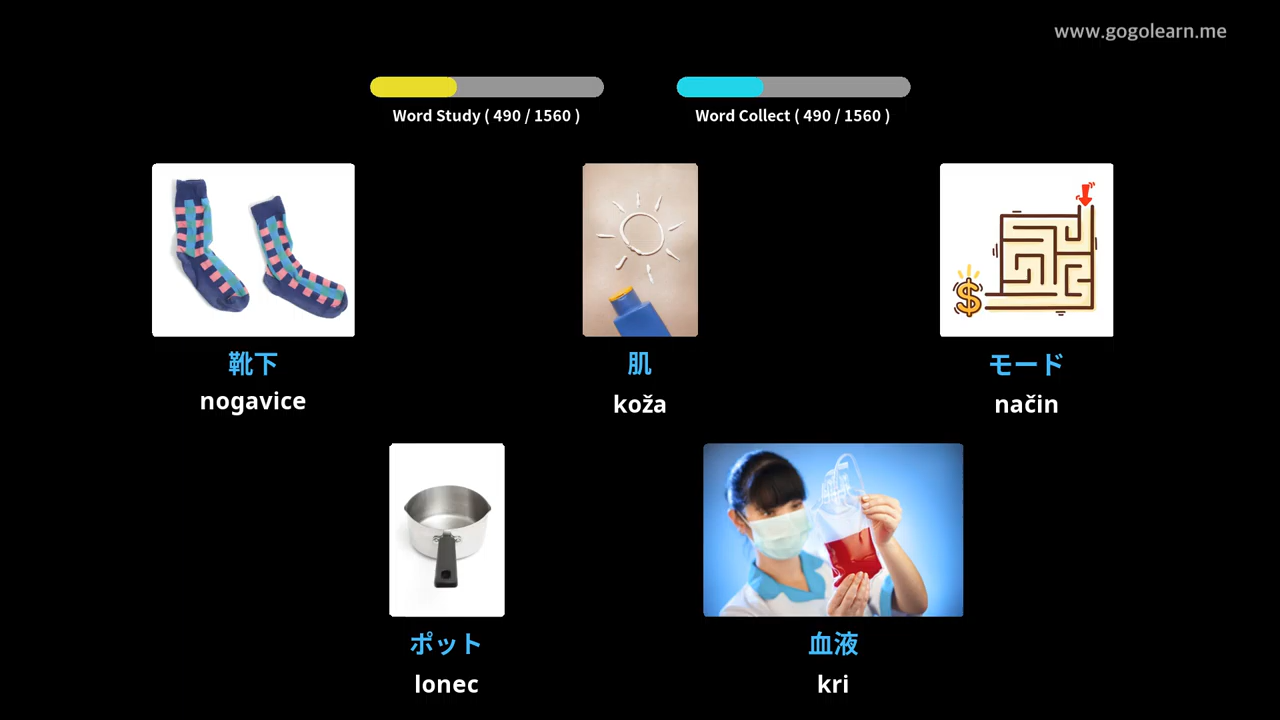 www.gogolearn.me
Word Study ( 490 / 1560 )
Word Collect ( 490 / 1560 )
靴下
nogavice
肌
koža
モード
način
ポット
lonec
血液
kri